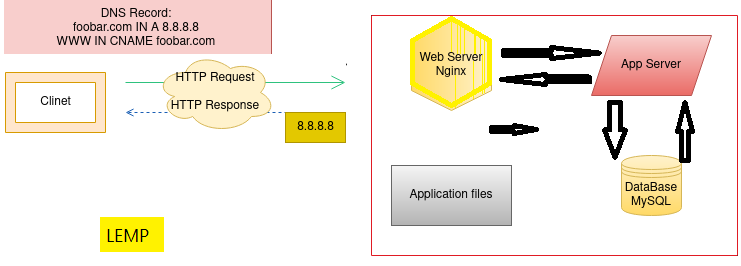 DNS Record:
foobar.com IN A 8.8.8.8
WWW IN CNAME foobar.com
Clinet
HTTP Request
HTTP Response
8.8.8.8
LEMP
Web Server
Nginx
App Server
Application files
DataBase
MySQL